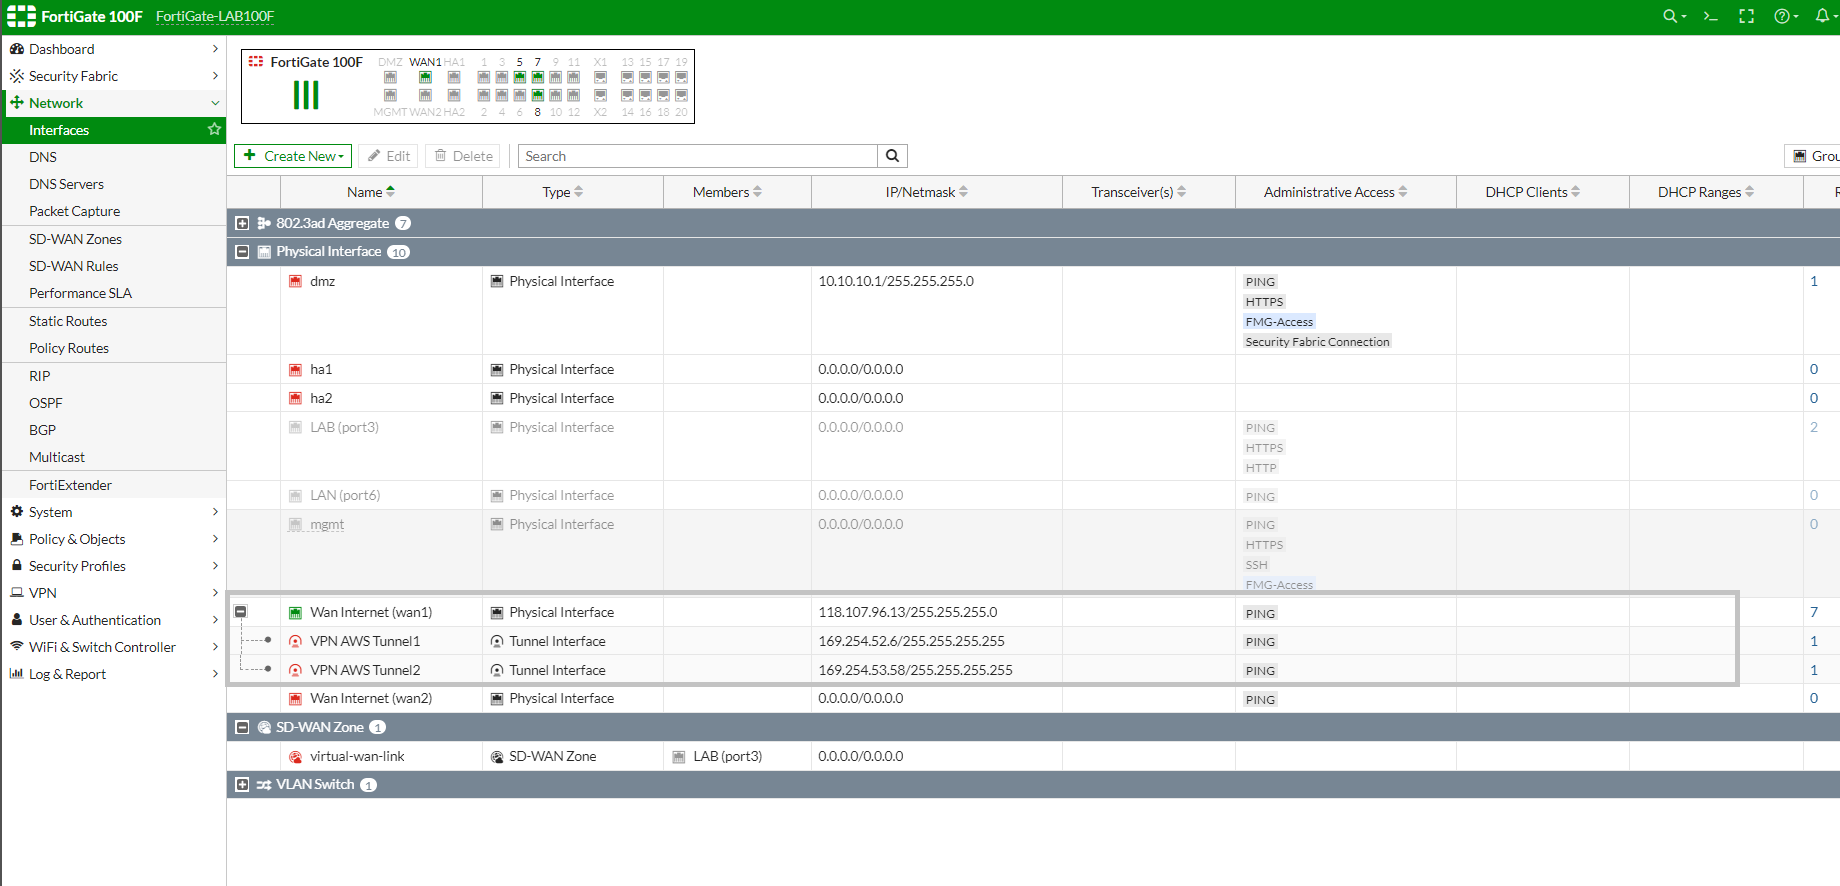 FortiGate 100F FortiGate-LAB100F
Dashboard
Security Fabric
Network
Interfaces
DNS
DNS Servers
Packet Capture
SD-WAN Zones
SD-WAN Rules
Performance SLA
Static Routes
Policy Routes
RIP
OSPF
BGP
Multicast
FortiExtender
System
Policy & Objects
Security Profiles
VPN
User & Authentication
WiFi & Switch Controller
Log & Report
FortiGate 100F DMZ WAN1 HA1 1 3 5 7 9 11 X1 13 15 17 19
MGMT WAN2 HA2 2 4 6 8 10 12 X2 14 16 18 20
Create New Edit Delete Search Grou
Name Type Members IP/Netmask Transceiver(s) Administrative Access DHCP Clients DHCP Ranges R
802.3ad Aggregate 7
Physical Interface 10
dmz Physical Interface 10.10.10.1/255.255.255.0 PING 1
HTTPS
FMG-Access
Security Fabric Connection
ha1 Physical Interface 0.0.0.0/0.0.0.0 0
ha2 Physical Interface 0.0.0.0/0.0.0.0 0
LAB (port3) Physical Interface 0.0.0.0/0.0.0.0 PING 2
HTTPS
HTTP
LAN (port6) Physical Interface 0.0.0.0/0.0.0.0 PING 0
mgmt Physical Interface 0.0.0.0/0.0.0.0 PING 0
HTTPS
SSH
FMG-Access
Wan Internet (wan1) Physical Interface 118.107.96.13/255.255.255.0 PING 7
VPN AWS Tunnel1 Tunnel Interface 169.254.52.6/255.255.255.255 PING 1
VPN AWS Tunnel2 Tunnel Interface 169.254.53.58/255.255.255.255 PING 1
Wan Internet (wan2) Physical Interface 0.0.0.0/0.0.0.0 PING 0
SD-WAN Zone 1
virtual-wan-link SD-WAN Zone LAB (port3) 0.0.0.0/0.0.0.0
VLAN Switch 1